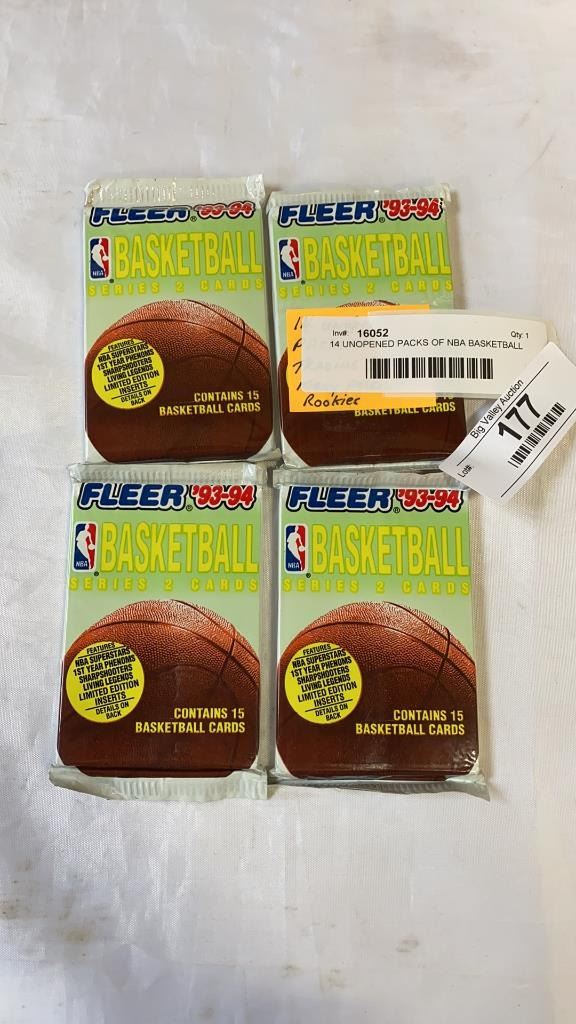 FLEER® '93-94
NBA BASKETBALL
SERIES 2 CARDS
FEATURES
NBA SUPERSTARS
1ST YEAR PHENOMS
SHARPSHOOTERS
LIVING LEGENDS
LIMITED EDITION
INSERTS
DETAILS ON
BACK
CONTAINS 15
BASKETBALL CARDS
FLEER® '93-94
NBA BASKETBALL
SERIES 2 CARDS
Rookies
Inv#: 16052 Qty: 1
14 UNOPENED PACKS OF NBA BASKETBALL
Big Valley Auction
177
Lot#:
FLEER® '93-94
NBA BASKETBALL
SERIES 2 CARDS
FEATURES
NBA SUPERSTARS
1ST YEAR PHENOMS
SHARPSHOOTERS
LIVING LEGENDS
LIMITED EDITION
INSERTS
DETAILS ON
BACK
CONTAINS 15
BASKETBALL CARDS
FLEER® '93-94
NBA BASKETBALL
SERIES 2 CARDS
FEATURES
NBA SUPERSTARS
1ST YEAR PHENOMS
SHARPSHOOTERS
LIVING LEGENDS
LIMITED EDITION
INSERTS
DETAILS ON
BACK
CONTAINS 15
BASKETBALL CARDS